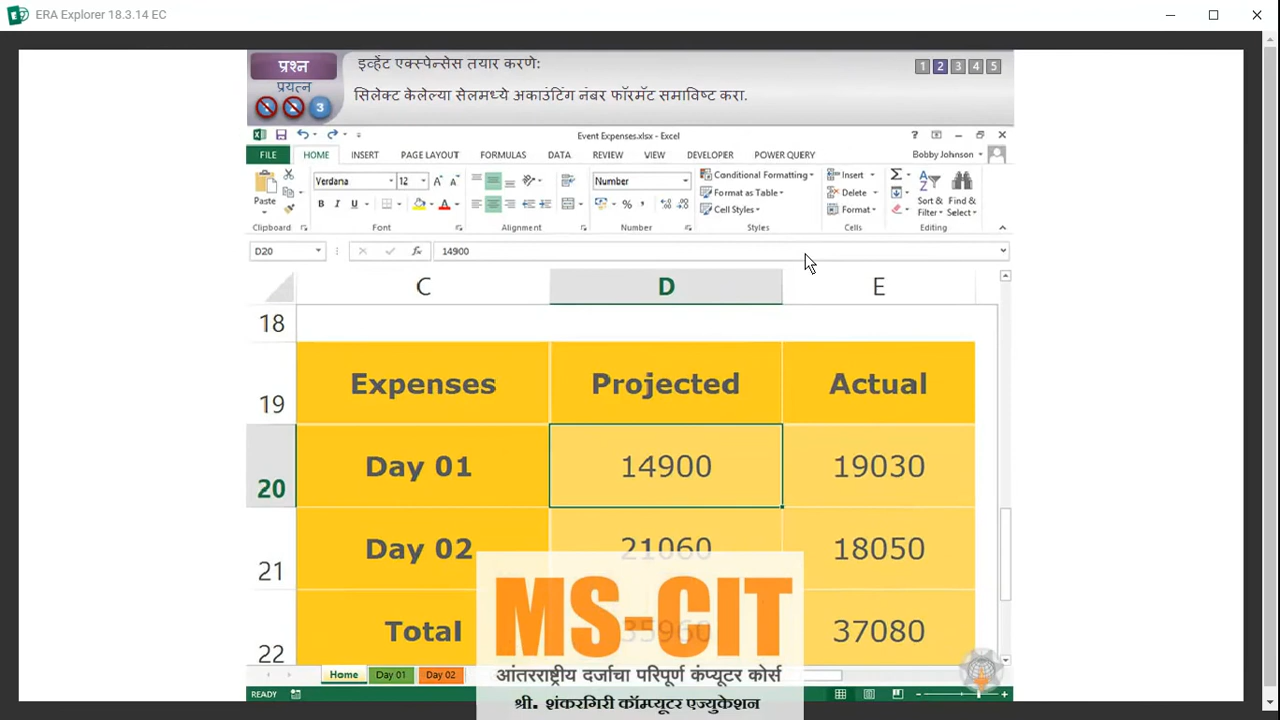 ERA Explorer 18.3.14 EC
प्रश्न
प्रयत्न
3
इव्हेंट एक्स्पेन्सेस तयार करणे:
सिलेक्ट केलेल्या सेलमध्ये अकाउंटिंग नंबर फॉरमॅट समाविष्ट करा.
1 2 3 4 5
Event Expenses.xlsx - Excel
FILE HOME INSERT PAGE LAYOUT FORMULAS DATA REVIEW VIEW DEVELOPER POWER QUERY Bobby Johnson
Paste
Clipboard
Verdana 12
B I U
Font
Alignment
Number
%
Number
Conditional Formatting
Format as Table
Cell Styles
Styles
Insert
Delete
Format
Cells
Sort & Filter
Find & Select
Editing
D20 fx 14900
C D E
18
19 Expenses Projected Actual
20 Day 01 14900 19030
21 Day 02 21060 18050
22 Total 35960 37080
Home Day 01 Day 02
READY
MS-CIT
आंतरराष्ट्रीय दर्जाचा परिपूर्ण कंप्यूटर कोर्स
श्री. शंकरगिरी कॉम्प्यूटर एज्युकेशन